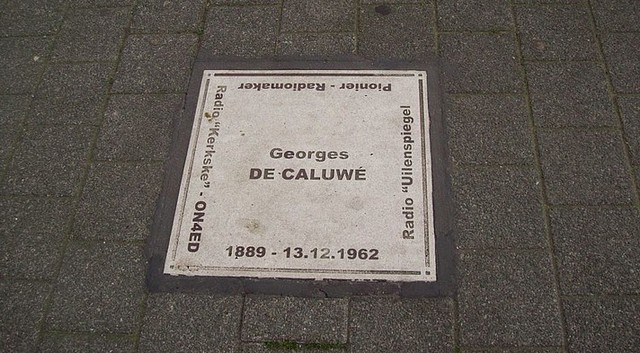 Pionier - Radiomaker
Radio "Kerkske" - ON4ED
Georges
DE CALUWÉ
Radio "Uilenspiegel
1889 - 13.12.1962